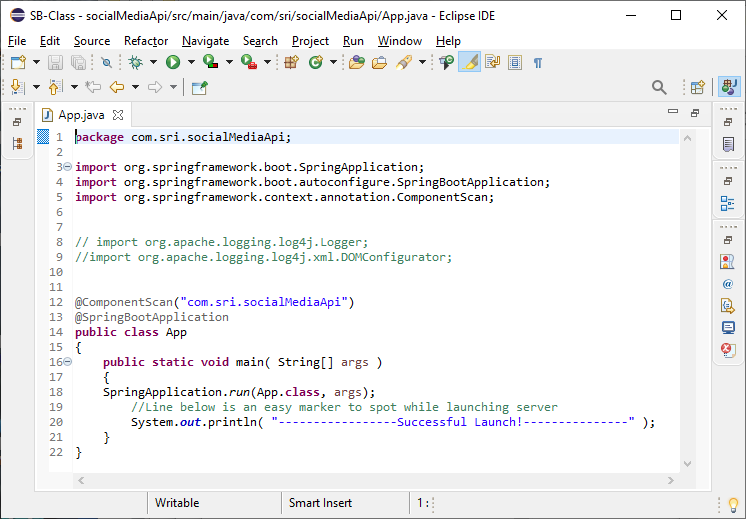 SB-Class - socialMediaApi/src/main/java/com/sri/socialMediaApi/App.java - Eclipse IDE
File Edit Source Refactor Navigate Search Project Run Window Help
App.java
1 package com.sri.socialMediaApi;
2
3 import org.springframework.boot.SpringApplication;
4 import org.springframework.boot.autoconfigure.SpringBootApplication;
5 import org.springframework.context.annotation.ComponentScan;
6
7
8 // import org.apache.logging.log4j.Logger;
9 //import org.apache.logging.log4j.xml.DOMConfigurator;
10
11
12 @ComponentScan("com.sri.socialMediaApi")
13 @SpringBootApplication
14 public class App
15 {
16     public static void main( String[] args )
17     {
18 SpringApplication.run(App.class, args);
19         //Line below is an easy marker to spot while launching server
20         System.out.println( "-----------------Successful Launch!---------------" );
21     }
22 }
Writable Smart Insert 1 :